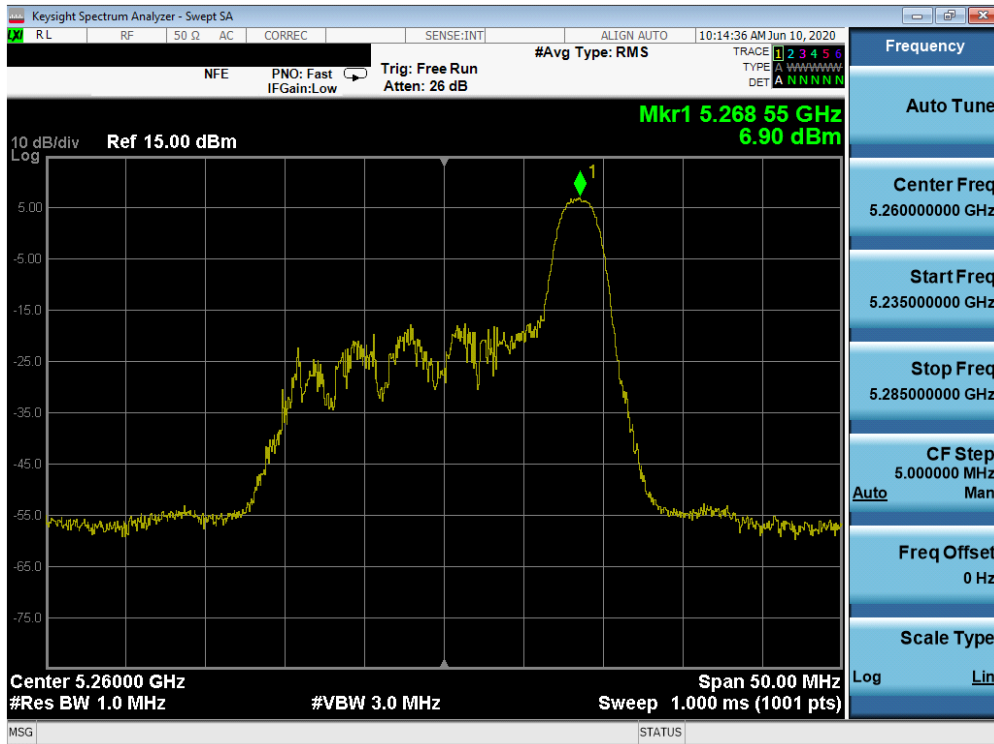 Keysight Spectrum Analyzer - Swept SA
LXI RL RF 50 Ω AC CORREC SENSE:INT ALIGN AUTO 10:14:36 AM Jun 10, 2020
Frequency
#Avg Type: RMS
TRACE 1 2 3 4 5 6
TYPE A WWWWW
DET A N N N N N
NFE
PNO: Fast
IFGain:Low
Trig: Free Run
Atten: 26 dB
Auto Tune
Mkr1 5.268 55 GHz
6.90 dBm
10 dB/div
Log
Ref 15.00 dBm
1
5.00
-5.00
-15.0
-25.0
-35.0
-45.0
-55.0
-65.0
-75.0
Center Freq
5.260000000 GHz
Start Freq
5.235000000 GHz
Stop Freq
5.285000000 GHz
CF Step
5.000000 MHz
Auto Man
Freq Offset
0 Hz
Scale Type
Log Lin
Center 5.26000 GHz
Span 50.00 MHz
#Res BW 1.0 MHz
#VBW 3.0 MHz
Sweep 1.000 ms (1001 pts)
MSG
STATUS